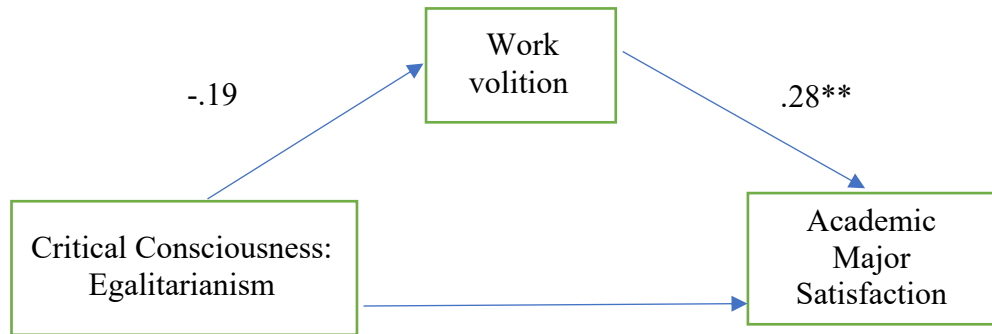 Work
volition
-.19
.28**
Critical Consciousness:
Egalitarianism
Academic
Major
Satisfaction